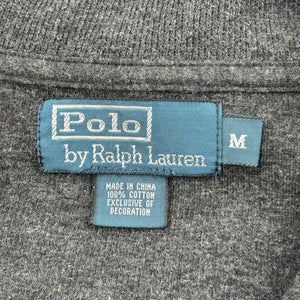 Polo
by Ralph Lauren
M
MADE IN CHINA
100% COTTON
EXCLUSIVE OF
DECORATION